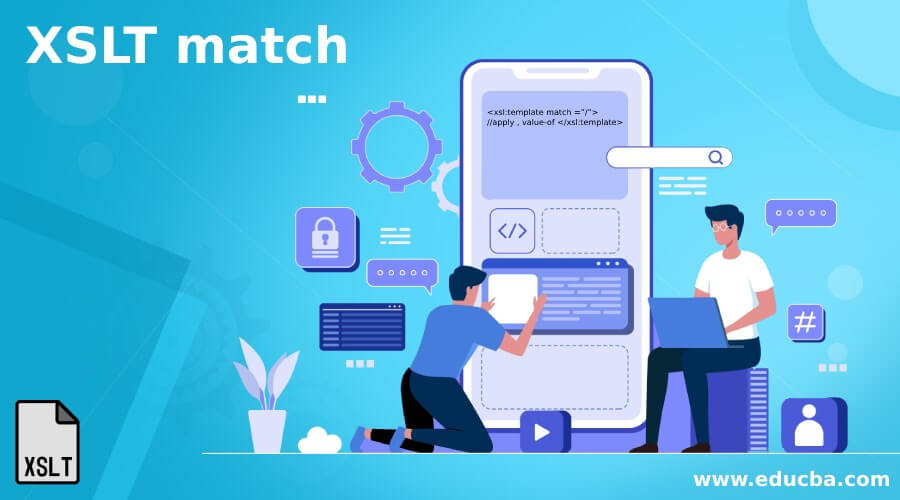 XSLT match
<xsl:template match ="/">
//apply , value-of </xsl:template>
</>
#
XSLT
www.educba.com